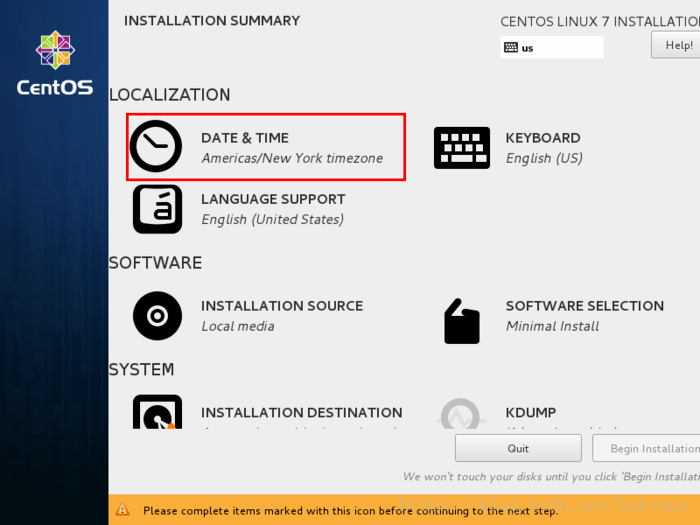 INSTALLATION SUMMARY
CENTOS LINUX 7 INSTALLATIO
us
Help!
CentOS
LOCALIZATION
DATE & TIME
Americas/New York timezone
KEYBOARD
English (US)
á
LANGUAGE SUPPORT
English (United States)
SOFTWARE
INSTALLATION SOURCE
Local media
SOFTWARE SELECTION
Minimal Install
SYSTEM
INSTALLATION DESTINATION
KDUMP
Quit
Begin Installation
We won't touch your disks until you click 'Begin Installati
Please complete items marked with this icon before continuing to the next step.